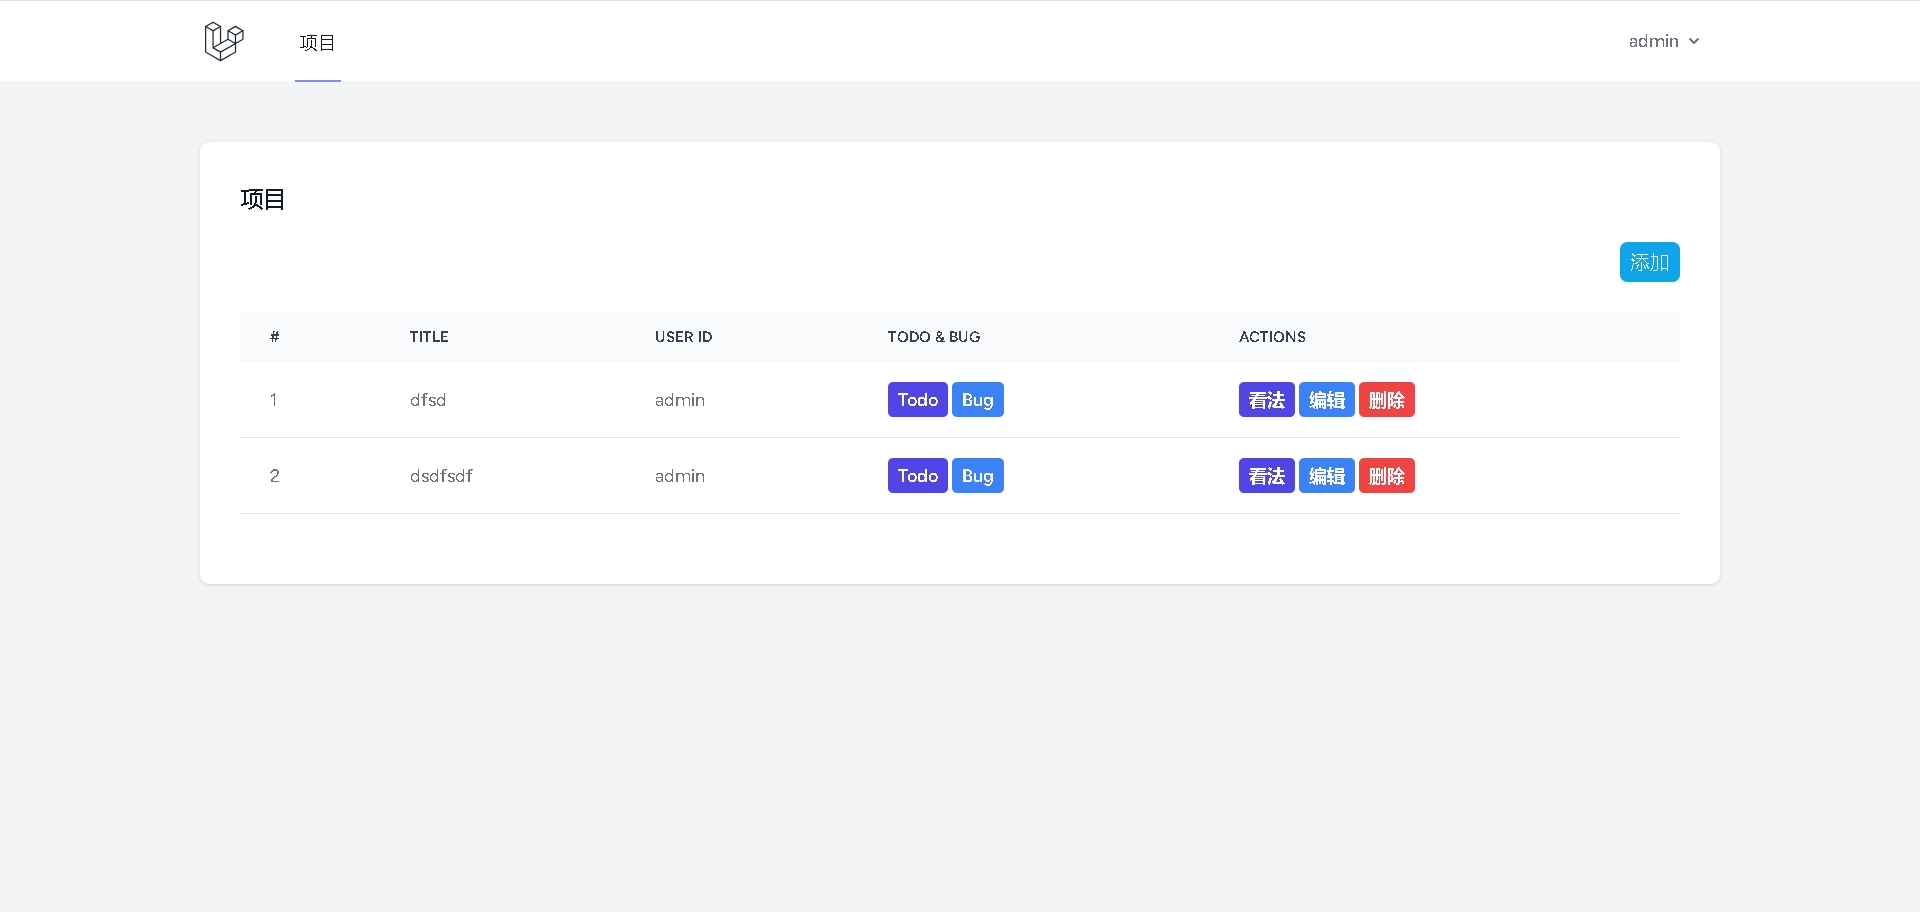 项目 admin
项目
添加
# TITLE USER ID TODO & BUG ACTIONS
1 dfsd admin Todo Bug 看法 编辑 删除
2 dsdfsdf admin Todo Bug 看法 编辑 删除